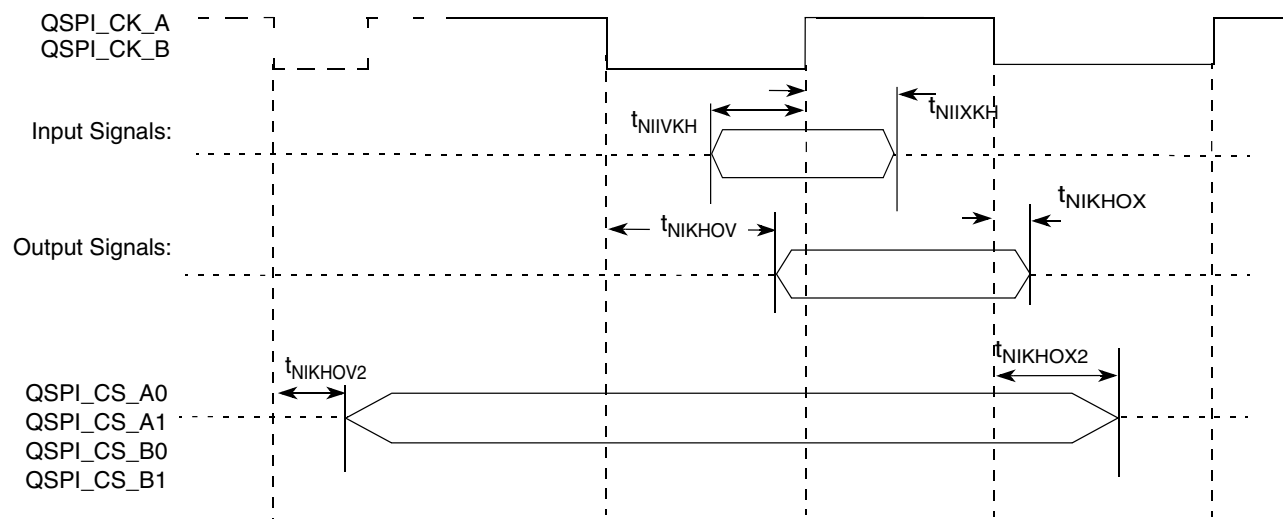 QSPI_CK_A
QSPI_CK_B
Input Signals:
tNIIVKH
tNIIXKH
Output Signals:
tNIKHOV
tNIKHOX
tNIKHOV2
tNIKHOX2
QSPI_CS_A0
QSPI_CS_A1
QSPI_CS_B0
QSPI_CS_B1